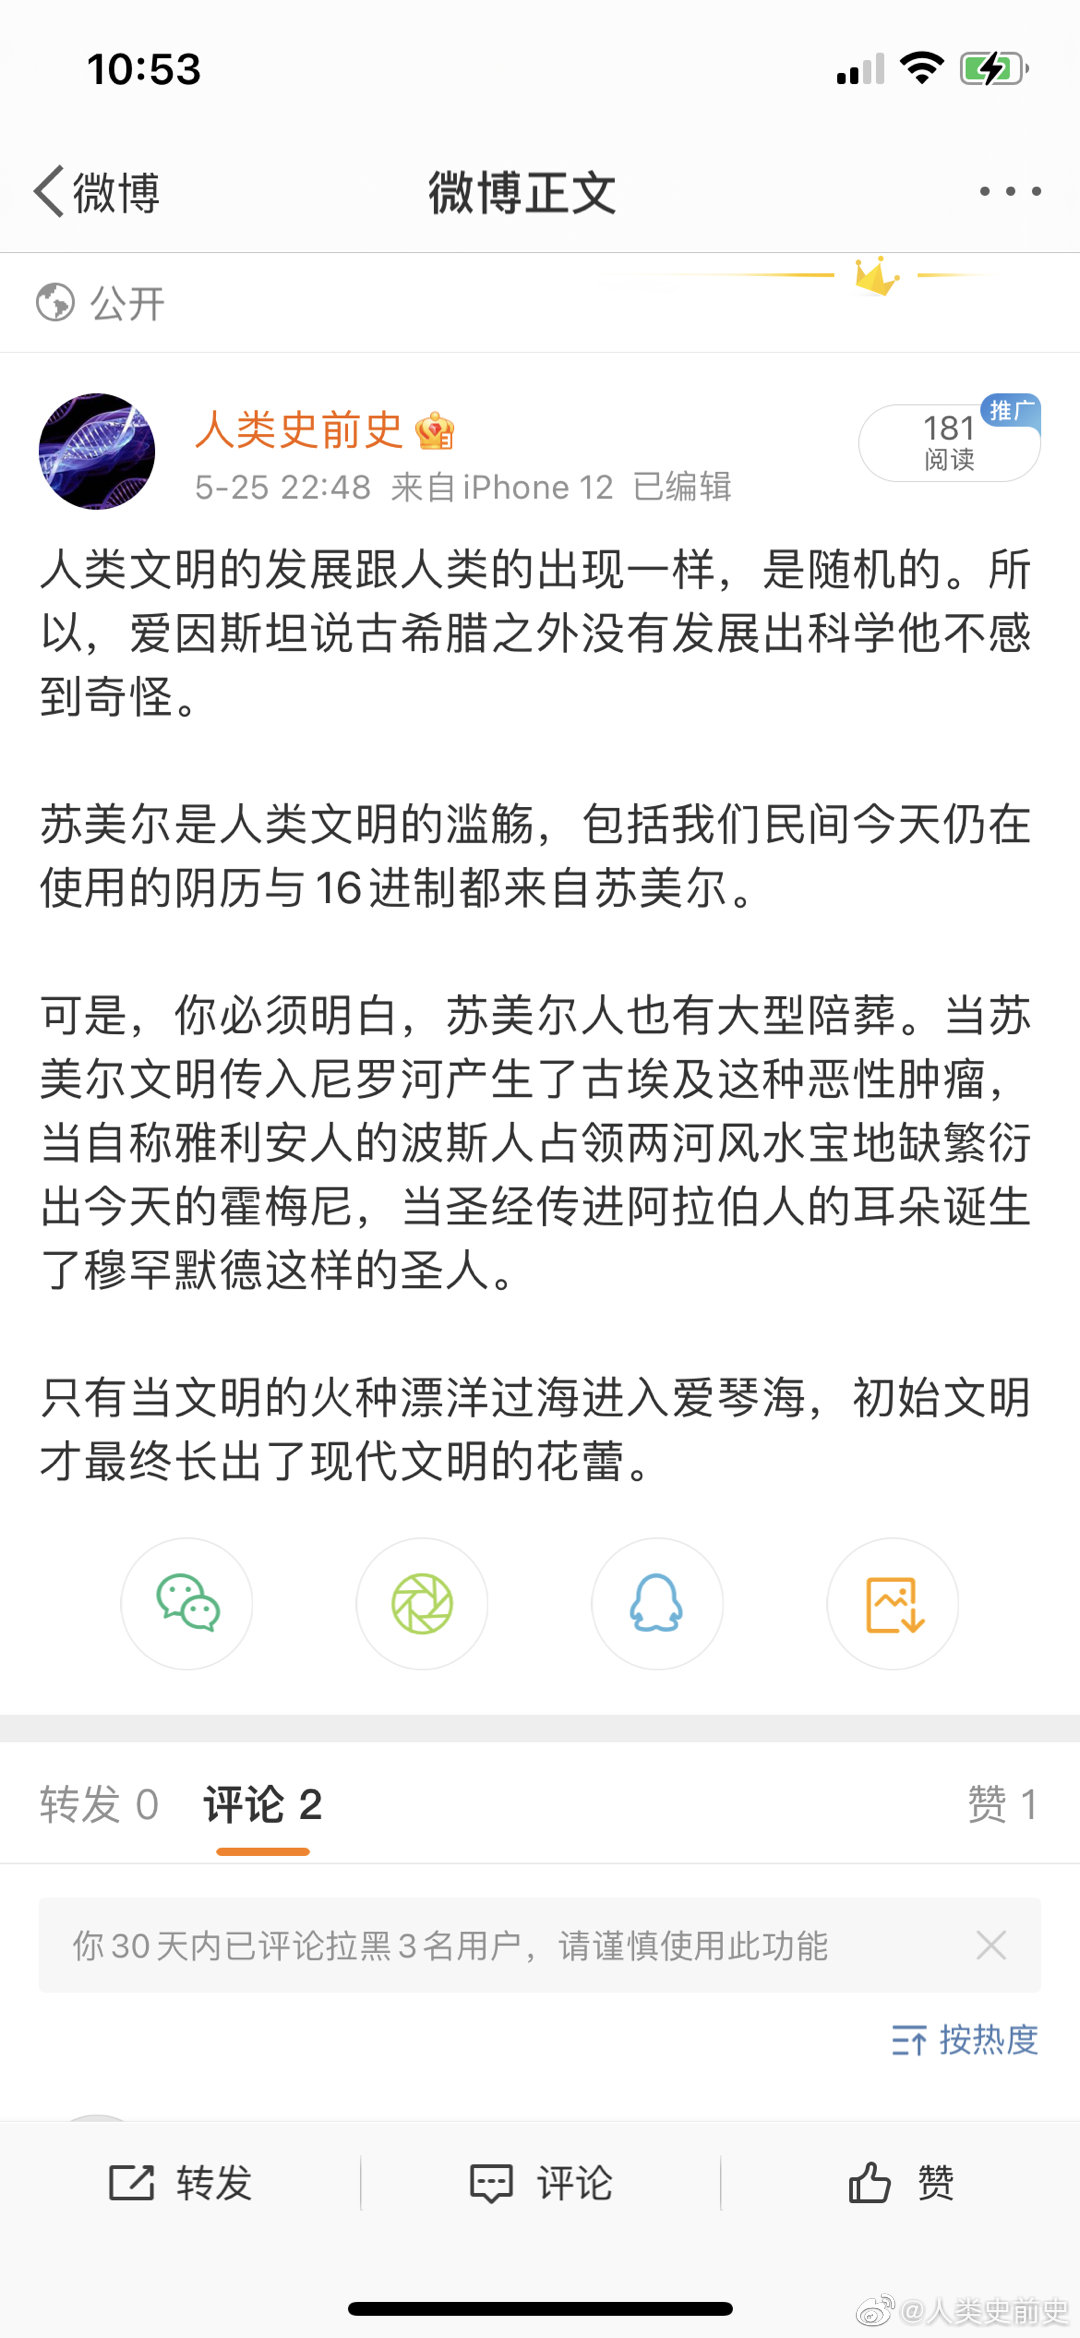 10:53
微博
微博正文
公开
人类史前史
181
阅读
推广
5-25 22:48 来自iPhone 12 已编辑
人类文明的发展跟人类的出现一样，是随机的。所
以，爱因斯坦说古希腊之外没有发展出科学他不感
到奇怪。
苏美尔是人类文明的滥觞，包括我们民间今天仍在
使用的阴历与16进制都来自苏美尔。
可是，你必须明白，苏美尔人也有大型陪葬。当苏
美尔文明传入尼罗河产生了古埃及这种恶性肿瘤，
当自称雅利安人的波斯人占领两河风水宝地缺繁衍
出今天的霍梅尼，当圣经传进阿拉伯人的耳朵诞生
了穆罕默德这样的圣人。
只有当文明的火种漂洋过海进入爱琴海，初始文明
才最终长出了现代文明的花蕾。
转发 0 评论 2 赞 1
你30天内已评论拉黑3名用户，请谨慎使用此功能
按热度
转发 评论 赞
@人类史前史